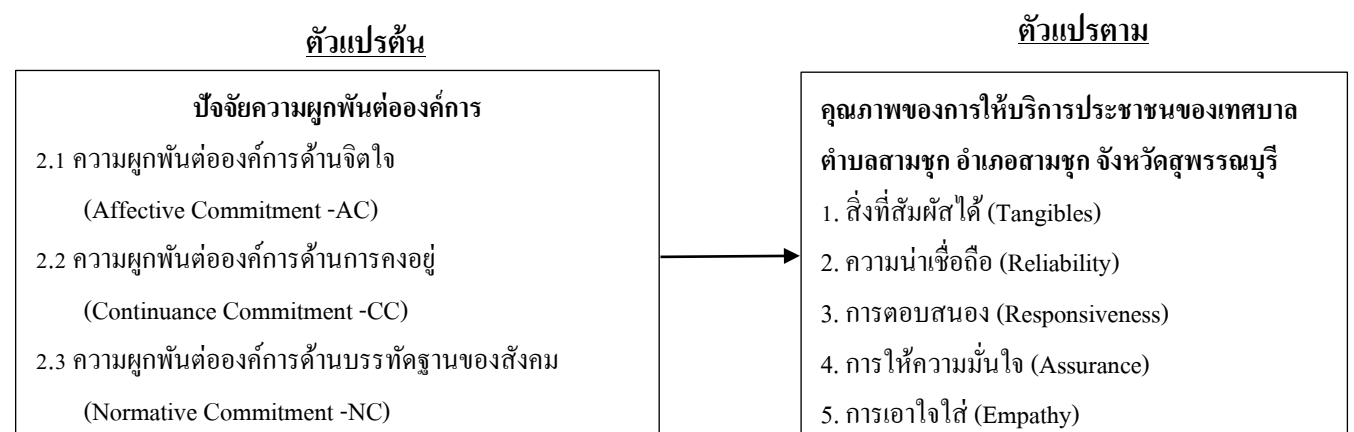 ตัวแปรต้น
ปัจจัยความผูกพันต่อองค์การ
2.1 ความผูกพันต่อองค์การด้านจิตใจ
(Affective Commitment -AC)
2.2 ความผูกพันต่อองค์การด้านการคงอยู่
(Continuance Commitment -CC)
2.3 ความผูกพันต่อองค์การด้านบรรทัดฐานของสังคม
(Normative Commitment -NC)
ตัวแปรตาม
คุณภาพของการให้บริการประชาชนของเทศบาล
ตำบลสามชุก อำเภอสามชุก จังหวัดสุพรรณบุรี
1. สิ่งที่สัมผัสได้ (Tangibles)
2. ความน่าเชื่อถือ (Reliability)
3. การตอบสนอง (Responsiveness)
4. การให้ความมั่นใจ (Assurance)
5. การเอาใจใส่ (Empathy)